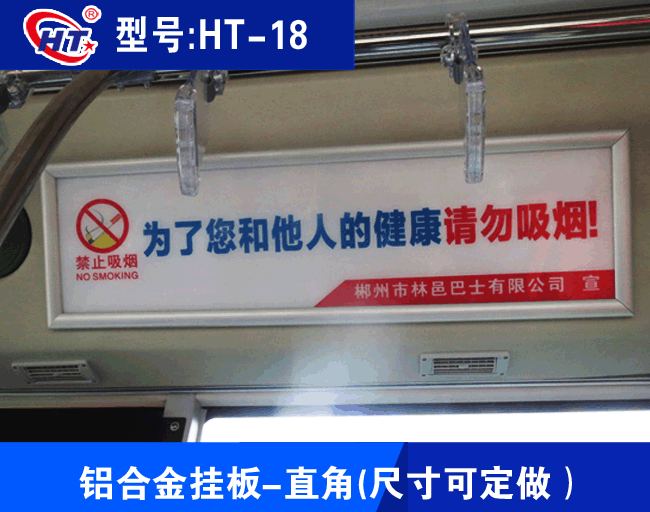 HT®
型号:HT-18
为了您和他人的健康请勿吸烟!
禁止吸烟
NO SMOKING
郴州市林邑巴士有限公司 宣
铝合金挂板-直角(尺寸可定做)